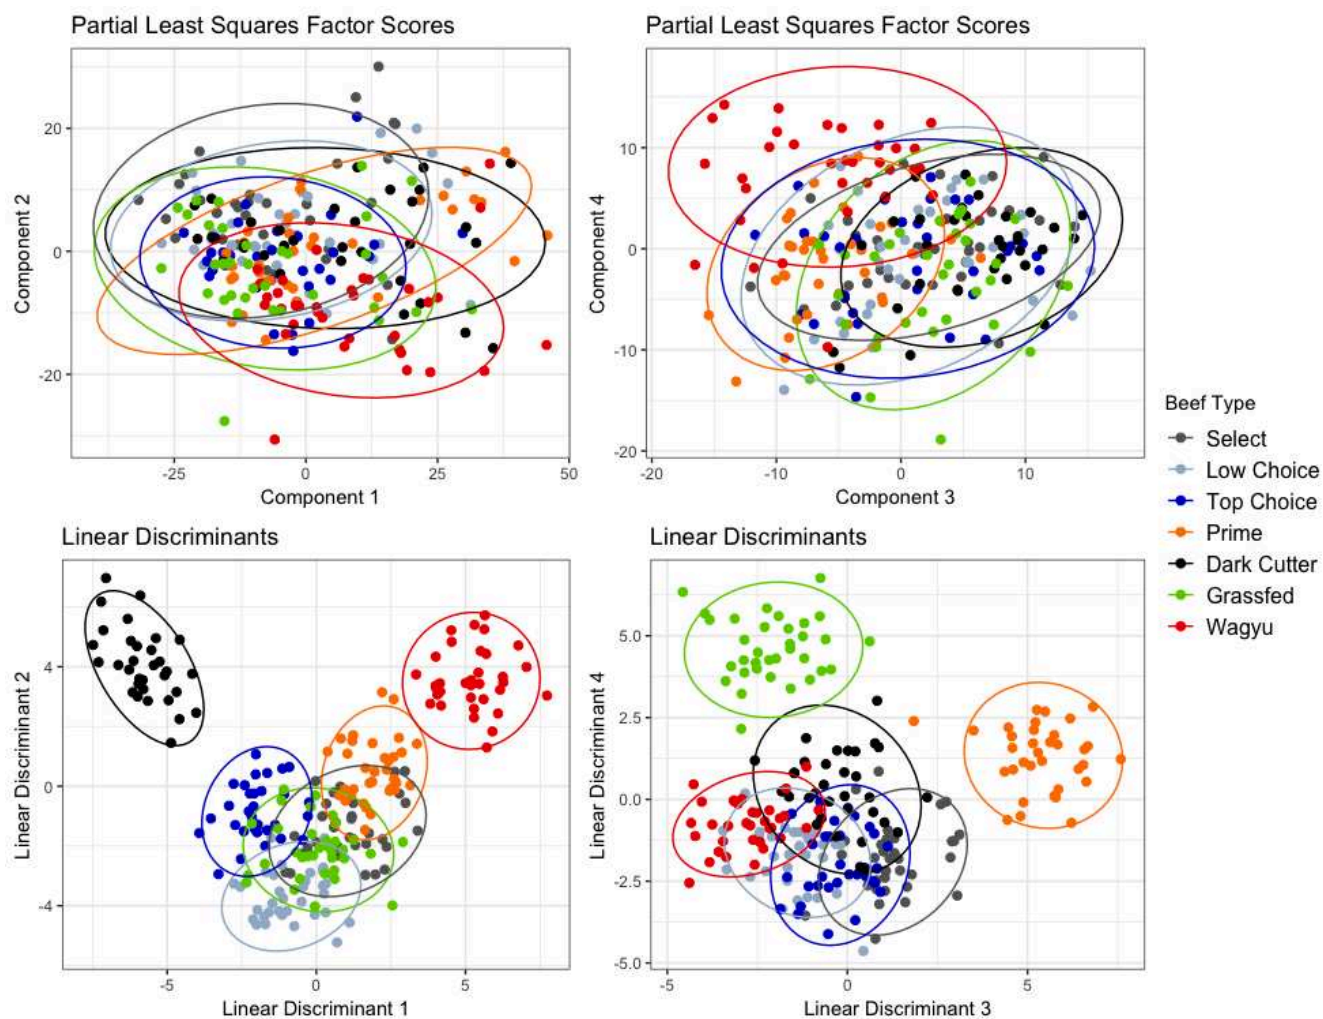 Partial Least Squares Factor Scores
Component 2
20
0
-20
-25
0
25
50
Component 1
Partial Least Squares Factor Scores
Component 4
10
0
-10
-20
-20
-10
0
10
Component 3
Linear Discriminants
Linear Discriminant 2
4
0
-4
-5
0
5
Linear Discriminant 1
Linear Discriminants
Linear Discriminant 4
5.0
2.5
0.0
-2.5
-5.0
-5
0
5
Linear Discriminant 3
Beef Type
Select
Low Choice
Top Choice
Prime
Dark Cutter
Grassfed
Wagyu